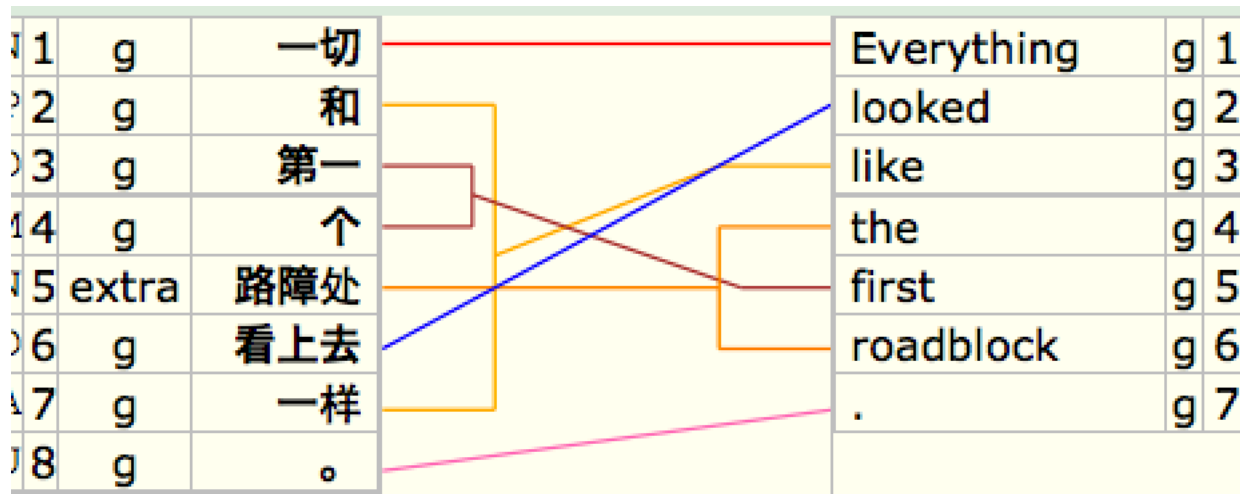 1 g 一切 Everything g 1
2 g 和 looked g 2
3 g 第一 like g 3
4 g 个 the g 4
5 extra 路障处 first g 5
6 g 看上去 roadblock g 6
7 g 一样 . g 7
8 g 。